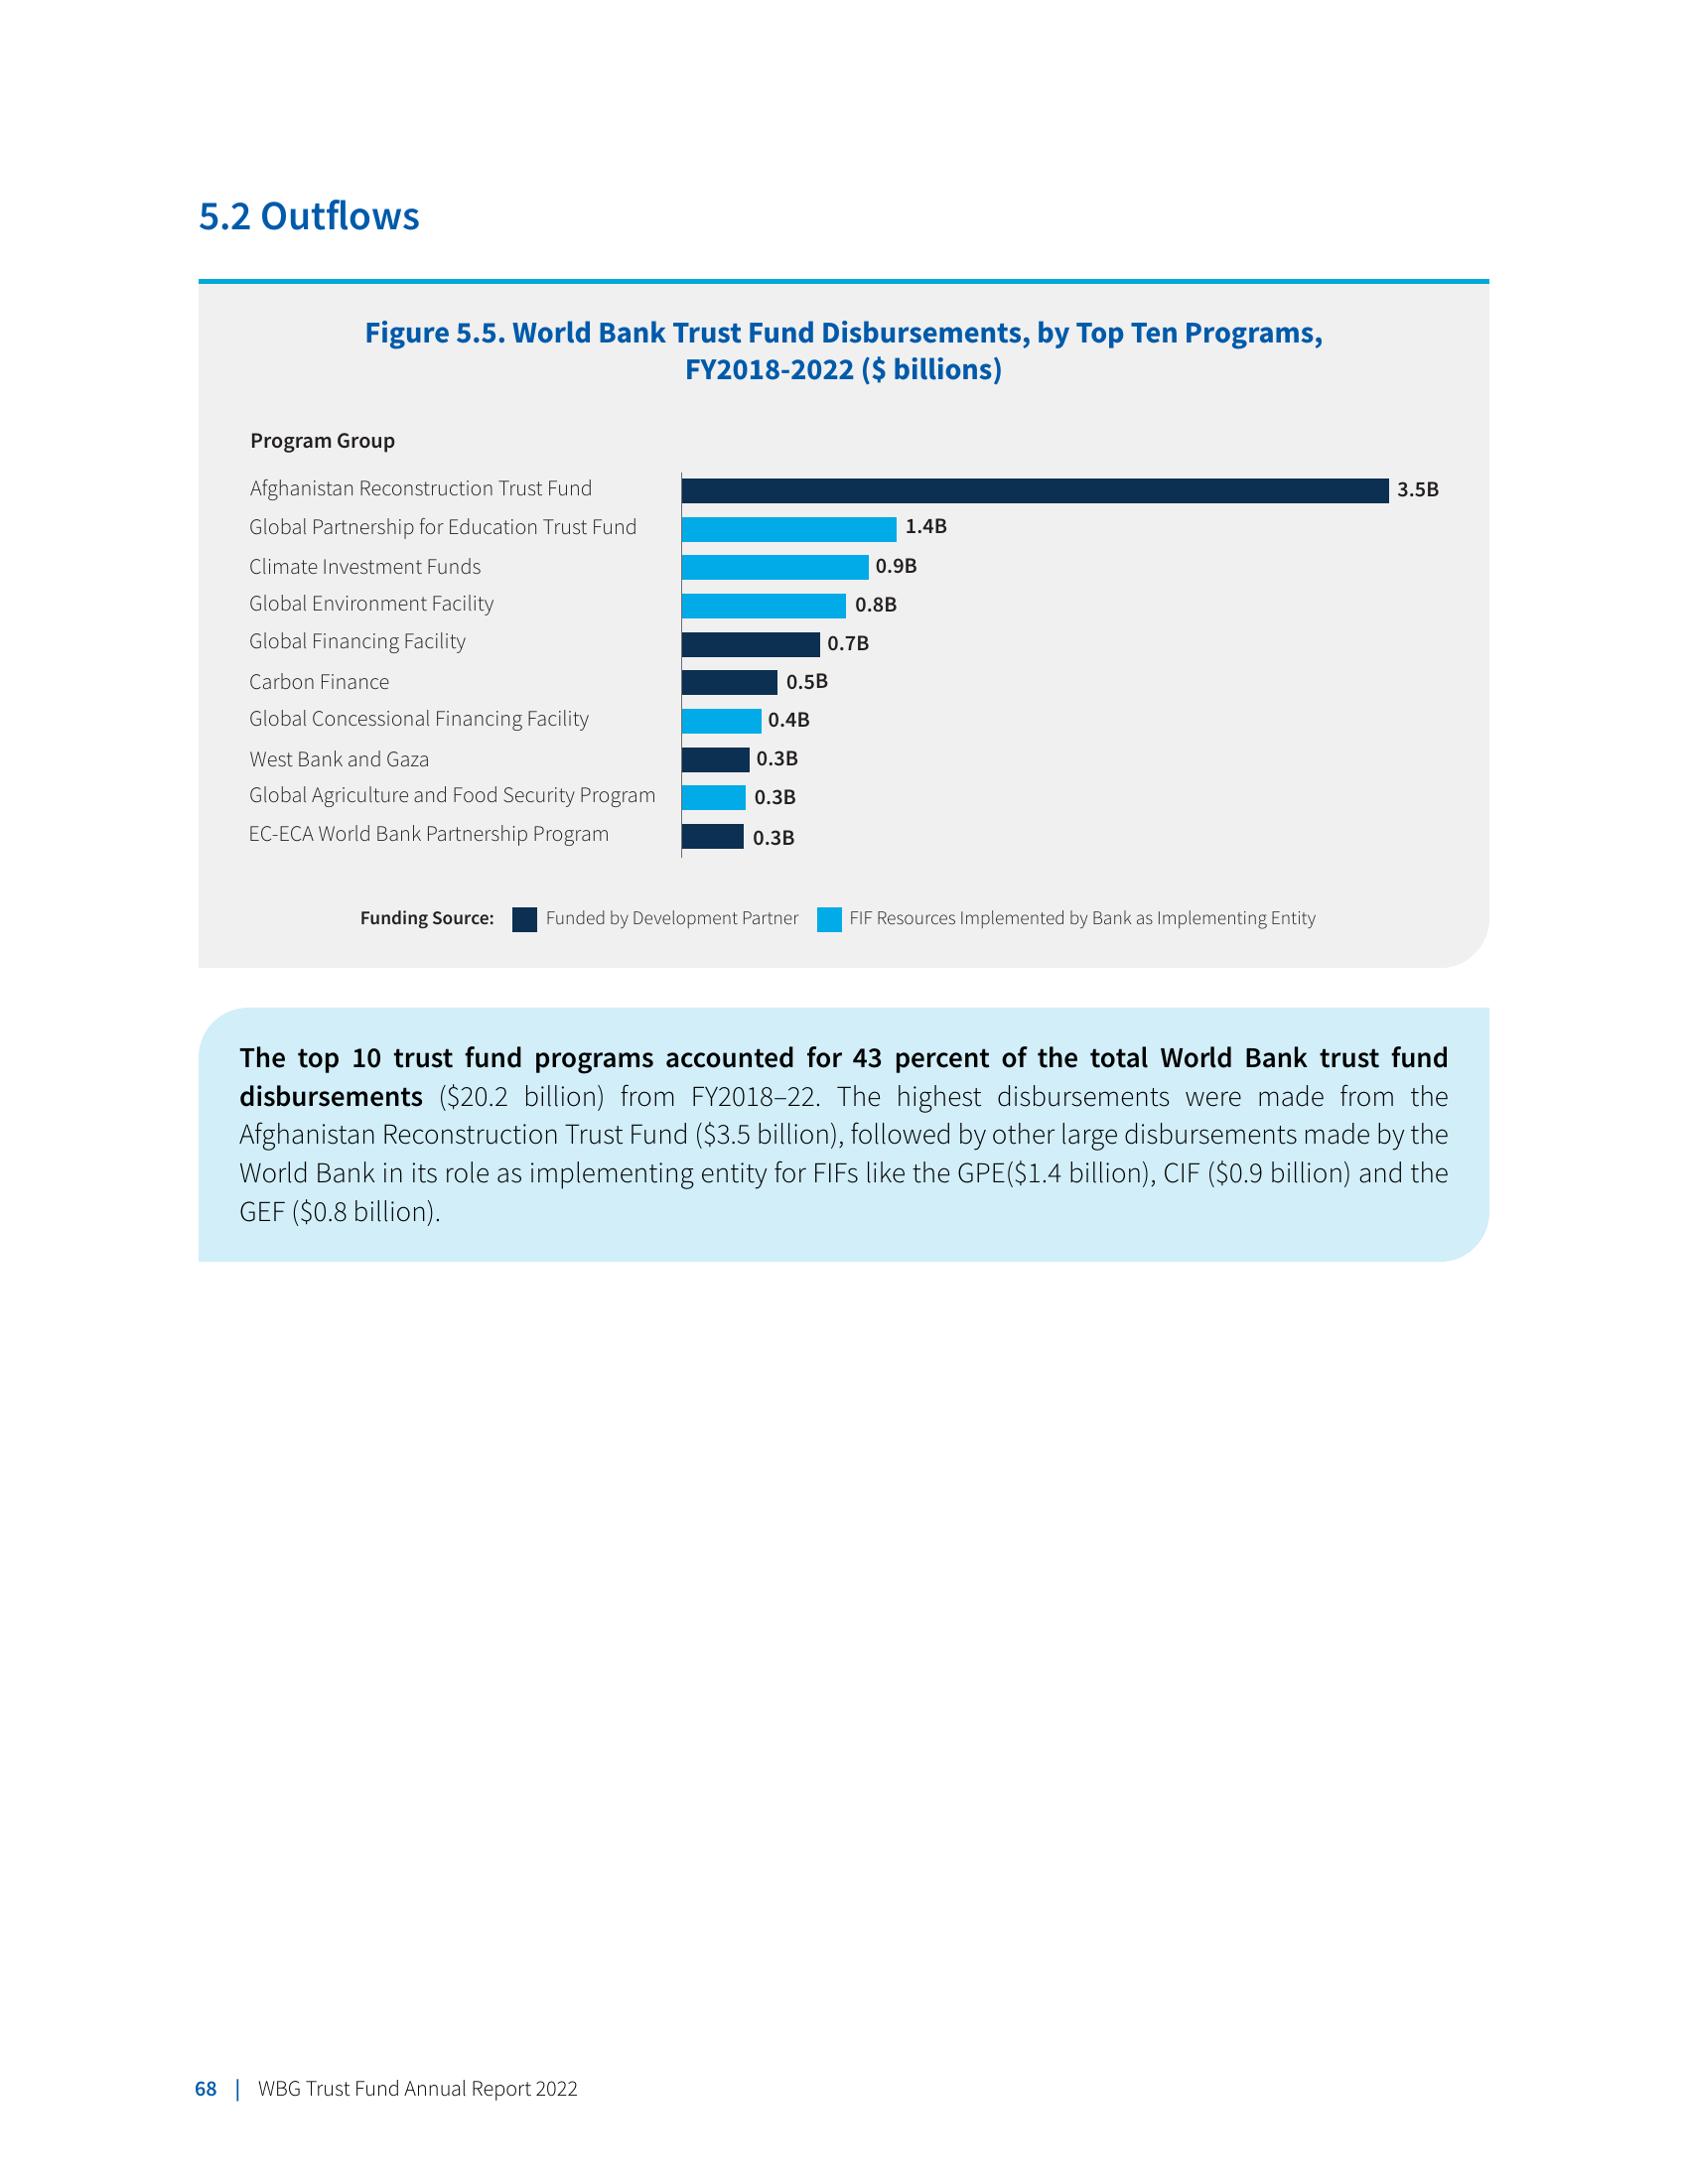 5.2 Outflows
Figure 5.5. World Bank Trust Fund Disbursements, by Top Ten Programs,
FY2018-2022 ($ billions)
Program Group
Afghanistan Reconstruction Trust Fund 3.5B
Global Partnership for Education Trust Fund 1.4B
Climate Investment Funds 0.9B
Global Environment Facility 0.8B
Global Financing Facility 0.7B
Carbon Finance 0.5B
Global Concessional Financing Facility 0.4B
West Bank and Gaza 0.3B
Global Agriculture and Food Security Program 0.3B
EC-ECA World Bank Partnership Program 0.3B
Funding Source: Funded by Development Partner FIF Resources Implemented by Bank as Implementing Entity
The top 10 trust fund programs accounted for 43 percent of the total World Bank trust fund
disbursements ($20.2 billion) from FY2018–22. The highest disbursements were made from the
Afghanistan Reconstruction Trust Fund ($3.5 billion), followed by other large disbursements made by the
World Bank in its role as implementing entity for FIFs like the GPE($1.4 billion), CIF ($0.9 billion) and the
GEF ($0.8 billion).
68 | WBG Trust Fund Annual Report 2022